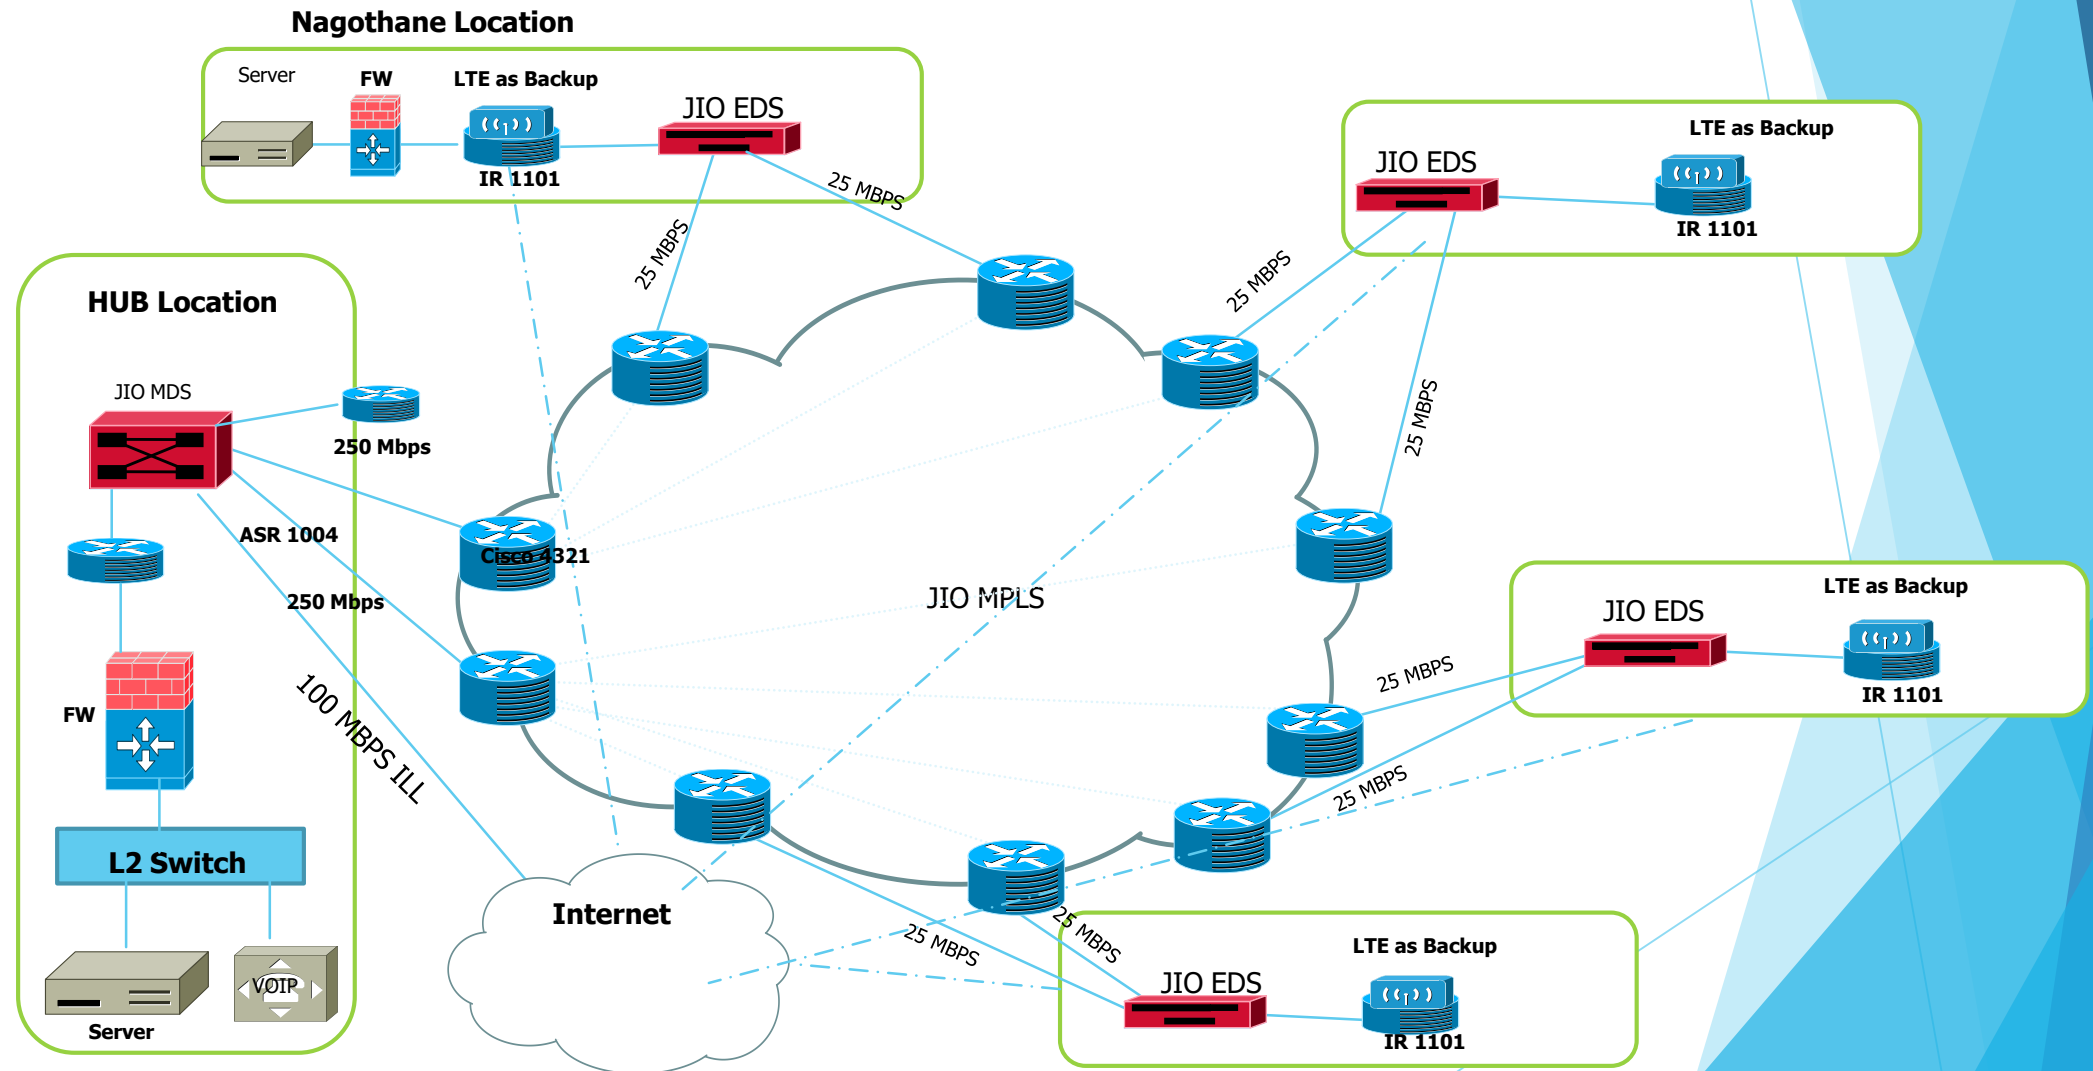 Nagothane Location
Server
FW
LTE as Backup
JIO EDS
IR 1101
25 MBPS
25 MBPS
LTE as Backup
JIO EDS
IR 1101
25 MBPS
25 MBPS
HUB Location
JIO MDS
250 Mbps
ASR 1004
Cisco 4321
250 Mbps
JIO MPLS
100 MBPS ILL
FW
L2 Switch
VOIP
Server
Internet
LTE as Backup
JIO EDS
IR 1101
25 MBPS
25 MBPS
25 MBPS
25 MBPS
LTE as Backup
JIO EDS
IR 1101